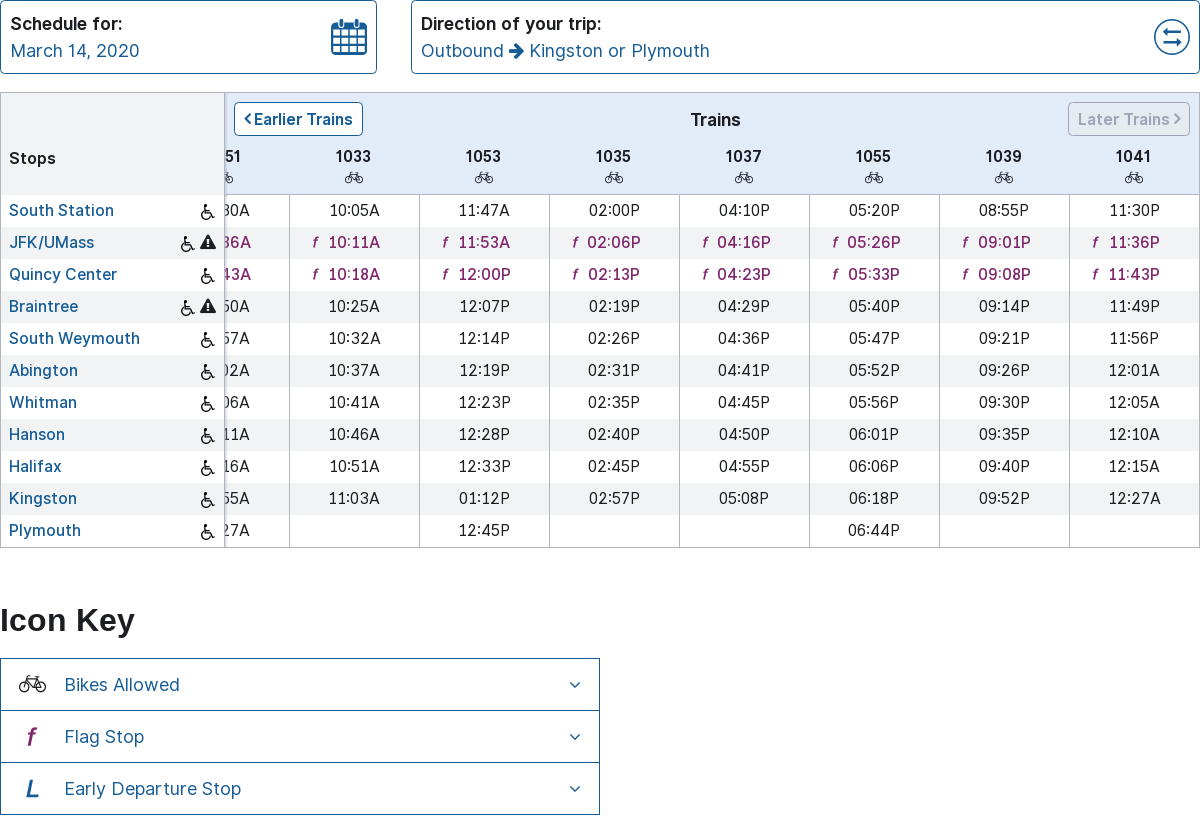 Schedule for:
March 14, 2020
Direction of your trip:
Outbound Kingston or Plymouth
Earlier Trains
Trains
Later Trains
Stops
51 1033 1053 1035 1037 1055 1039 1041
South Station 30A 10:05A 11:47A 02:00P 04:10P 05:20P 08:55P 11:30P
JFK/UMass 36A f 10:11A f 11:53A f 02:06P f 04:16P f 05:26P f 09:01P f 11:36P
Quincy Center 43A f 10:18A f 12:00P f 02:13P f 04:23P f 05:33P f 09:08P f 11:43P
Braintree 50A 10:25A 12:07P 02:19P 04:29P 05:40P 09:14P 11:49P
South Weymouth 57A 10:32A 12:14P 02:26P 04:36P 05:47P 09:21P 11:56P
Abington 02A 10:37A 12:19P 02:31P 04:41P 05:52P 09:26P 12:01A
Whitman 06A 10:41A 12:23P 02:35P 04:45P 05:56P 09:30P 12:05A
Hanson 11A 10:46A 12:28P 02:40P 04:50P 06:01P 09:35P 12:10A
Halifax 16A 10:51A 12:33P 02:45P 04:55P 06:06P 09:40P 12:15A
Kingston 55A 11:03A 01:12P 02:57P 05:08P 06:18P 09:52P 12:27A
Plymouth 27A 12:45P 06:44P
Icon Key
Bikes Allowed
f Flag Stop
L Early Departure Stop